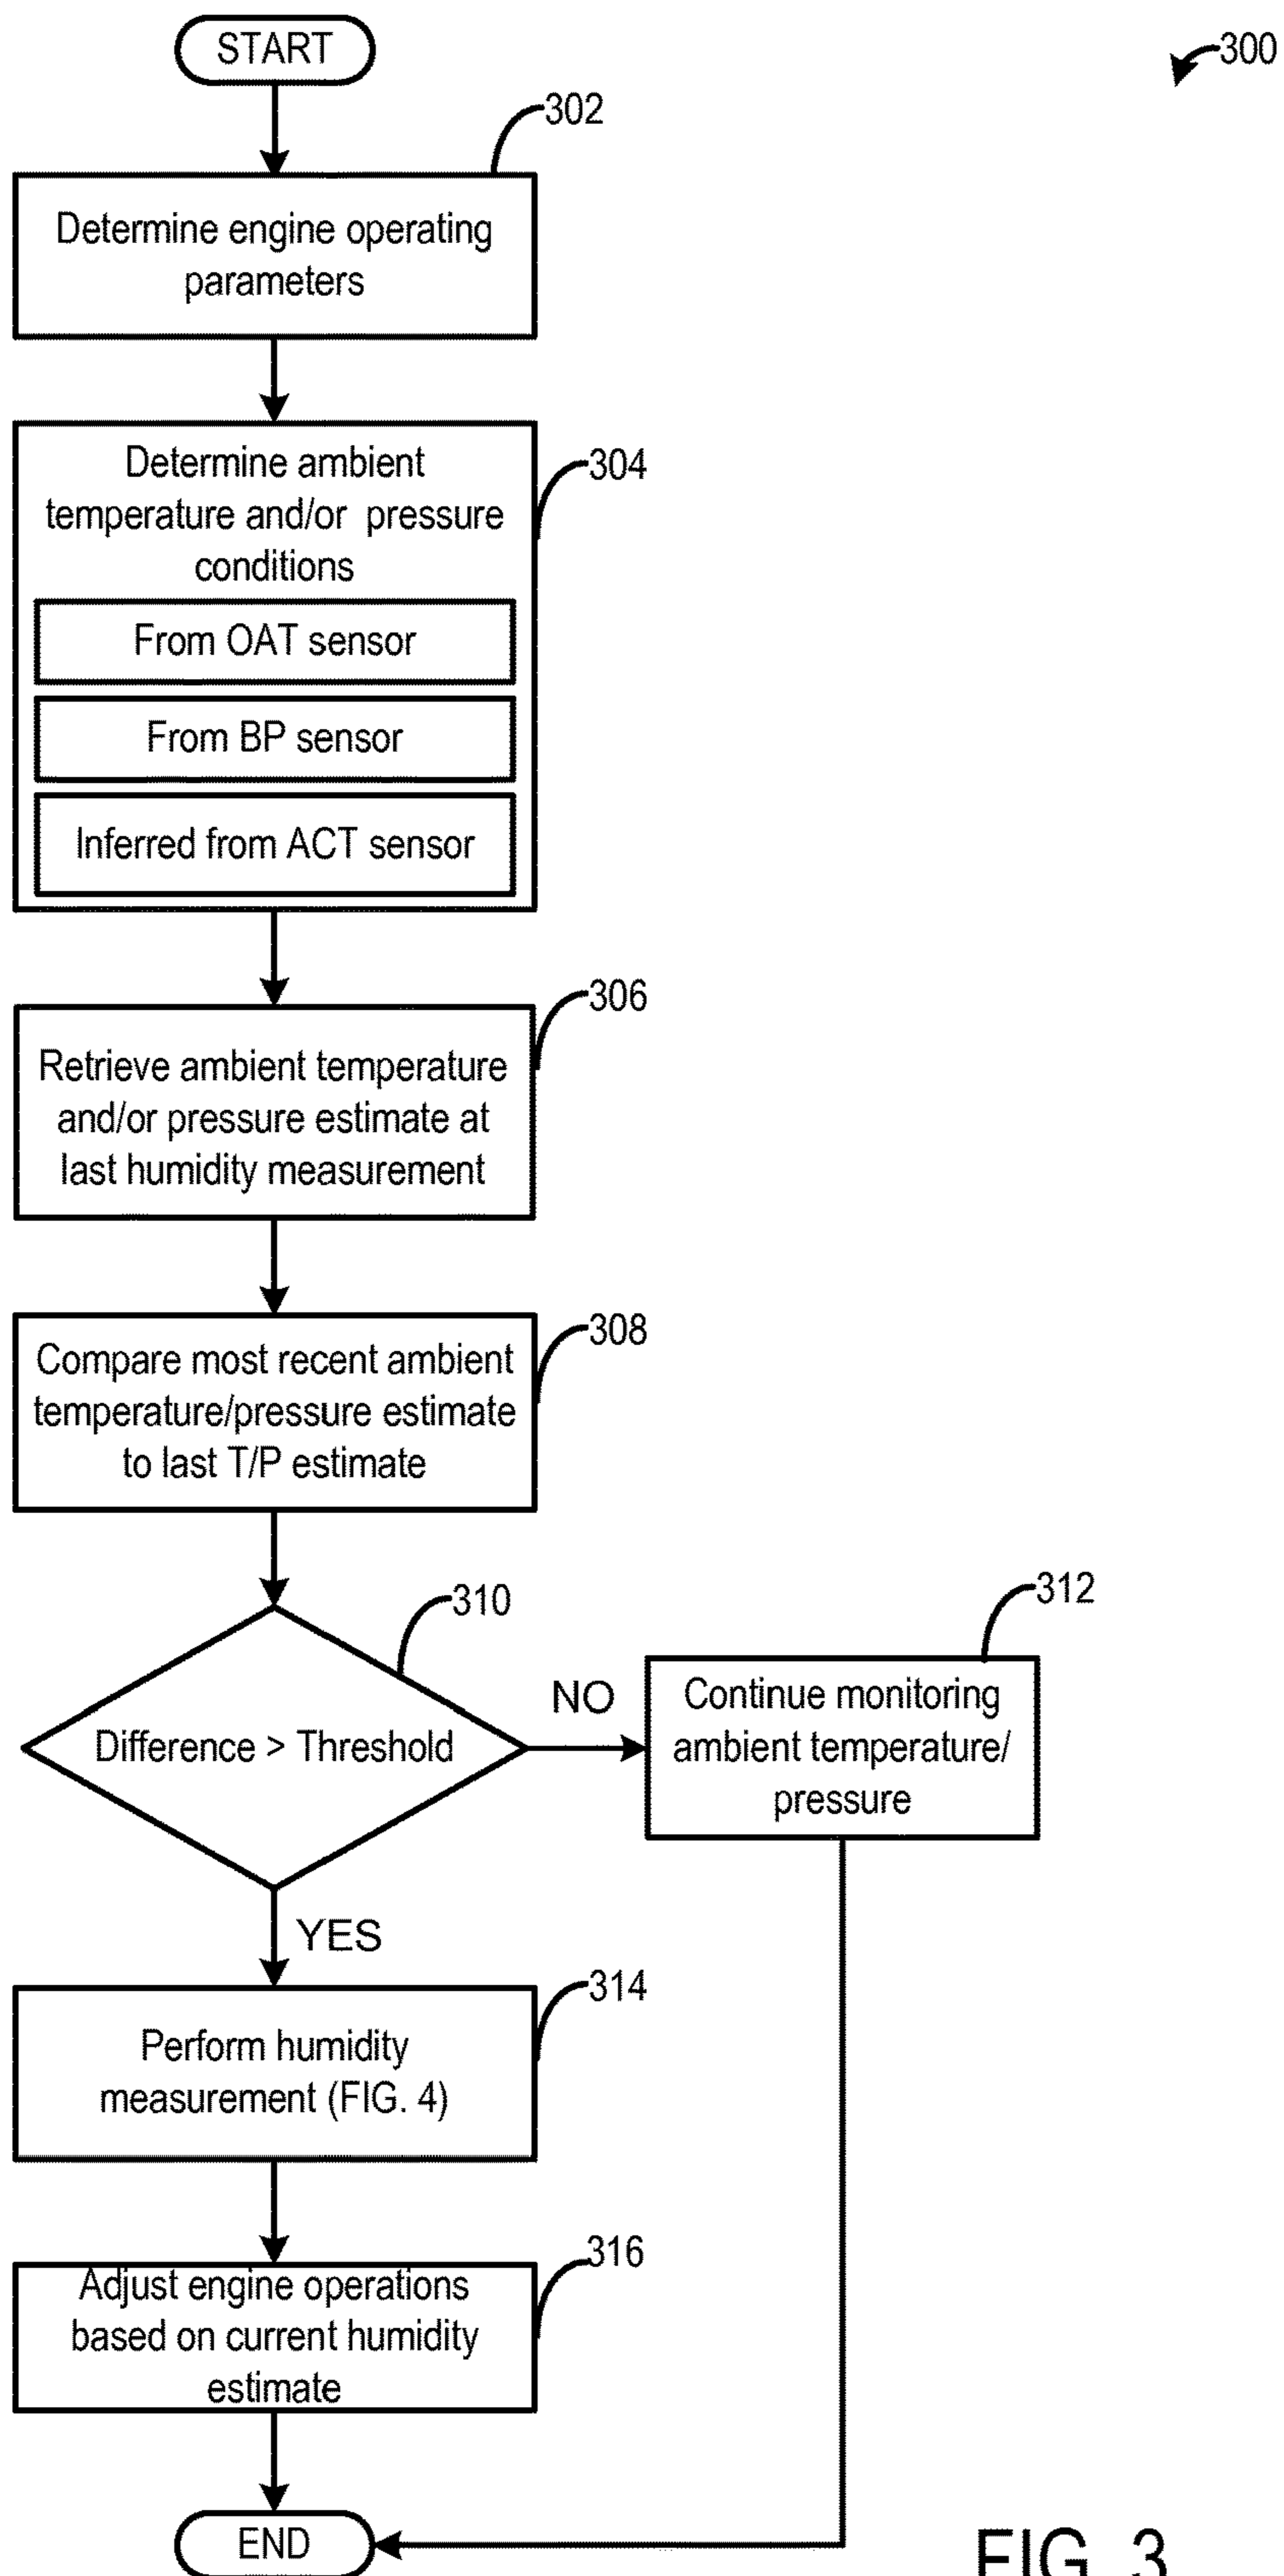 START
300
302
Determine engine operating
parameters
304
Determine ambient
temperature and/or pressure
conditions
From OAT sensor
From BP sensor
Inferred from ACT sensor
306
Retrieve ambient temperature
and/or pressure estimate at
last humidity measurement
308
Compare most recent ambient
temperature/pressure estimate
to last T/P estimate
310
Difference > Threshold
NO
312
Continue monitoring
ambient temperature/
pressure
YES
314
Perform humidity
measurement (FIG. 4)
316
Adjust engine operations
based on current humidity
estimate
END
FIG. 3